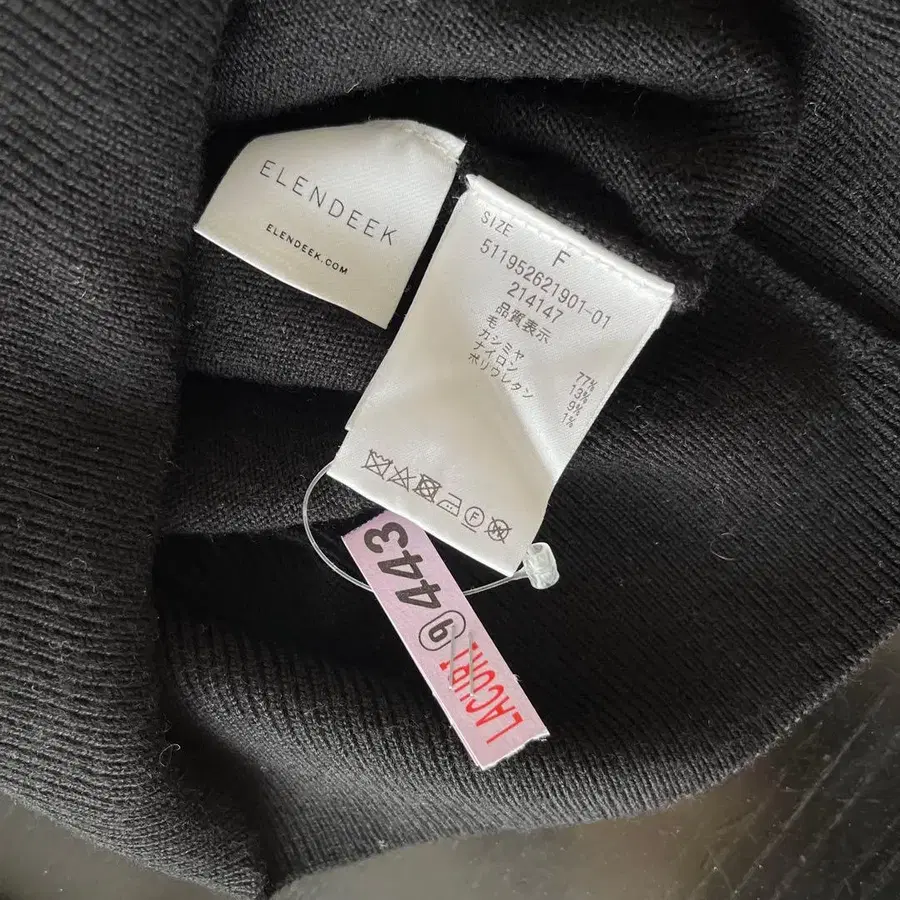 ELENDEEK
ELENDEEK.COM
SIZE F
511952621901-01
214147
品質表示
毛 77%
カシミヤ 13%
ナイロン 9%
ポリウレタン 1%
F
9 443